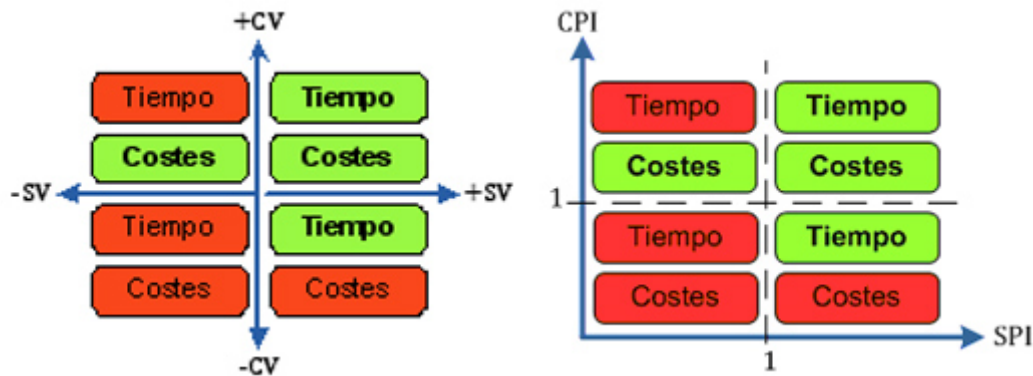 +CV
Tiempo
Tiempo
Costes
Costes
-SV
+SV
Tiempo
Tiempo
Costes
Costes
-CV
CPI
Tiempo
Tiempo
Costes
Costes
1
Tiempo
Tiempo
Costes
Costes
SPI
1